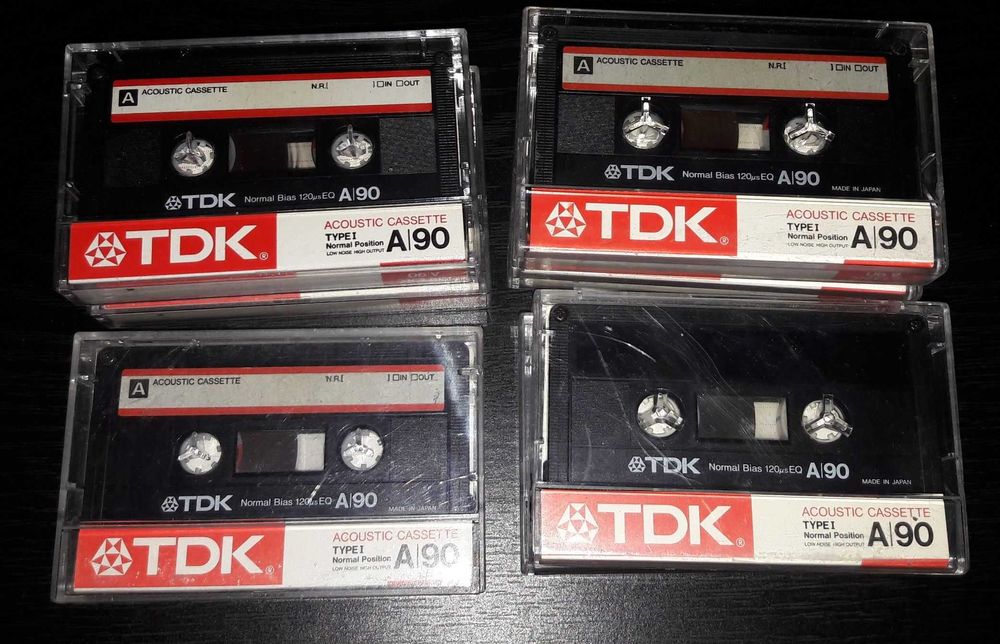 A ACOUSTIC CASSETTE N.R.[ ]☐IN ☐OUT
TDK Normal Bias 120µs EQ A|90
TDK® ACOUSTIC CASSETTE
TYPE I
Normal Position
LOW NOISE HIGH OUTPUT
A|90
A ACOUSTIC CASSETTE N.R.[ ]☐IN ☐OUT
TDK Normal Bias 120µs EQ A|90
MADE IN JAPAN
TDK® ACOUSTIC CASSETTE
TYPE I
Normal Position
LOW NOISE HIGH OUTPUT
A|90
A ACOUSTIC CASSETTE N.R.[ ]☐IN ☐OUT
TDK Normal Bias 120µs EQ A|90
MADE IN JAPAN
TDK® ACOUSTIC CASSETTE
TYPE I
Normal Position
LOW NOISE HIGH OUTPUT
A|90
TDK Normal Bias 120µs EQ A|90
MADE IN JAPAN
TDK® ACOUSTIC CASSETTE
TYPE I
Normal Position
LOW NOISE HIGH OUTPUT
A|90